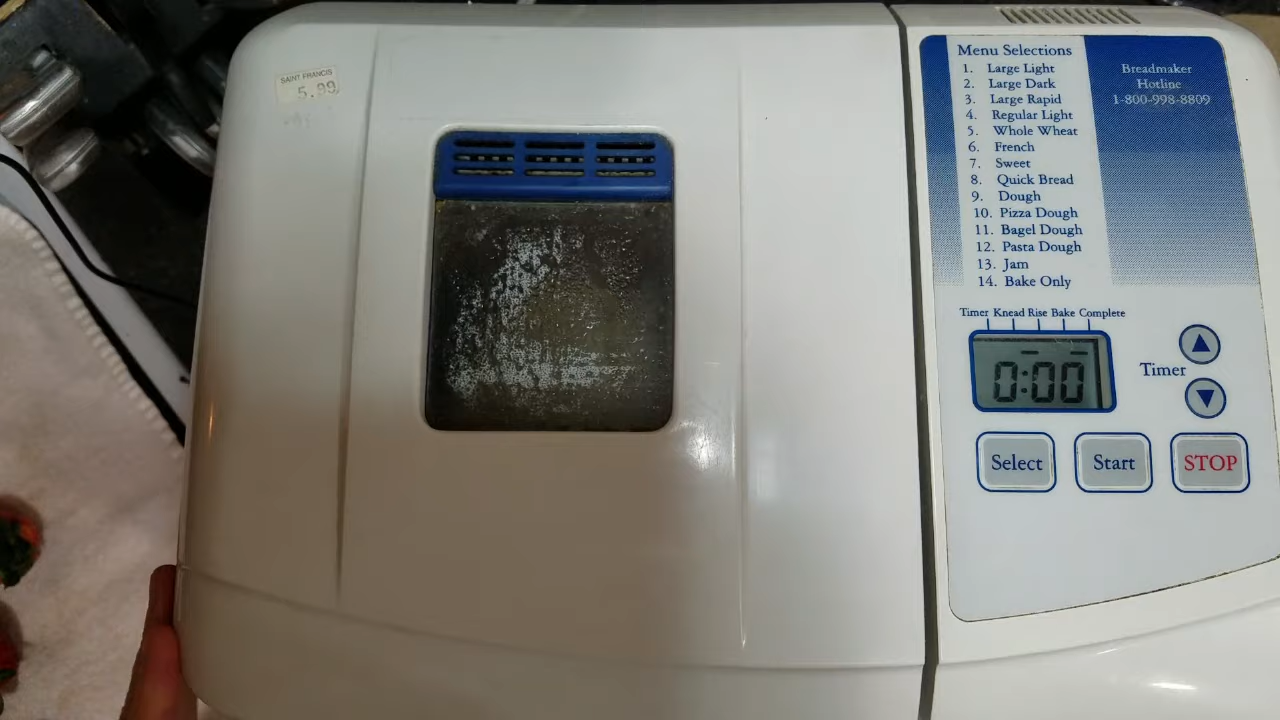 SAINT FRANCIS
5.99
Menu Selections
1. Large Light
2. Large Dark
3. Large Rapid
4. Regular Light
5. Whole Wheat
6. French
7. Sweet
8. Quick Bread
9. Dough
10. Pizza Dough
11. Bagel Dough
12. Pasta Dough
13. Jam
14. Bake Only
Breadmaker
Hotline
1-800-998-8809
Timer Knead Rise Bake Complete
0:00
Timer
Select
Start
STOP